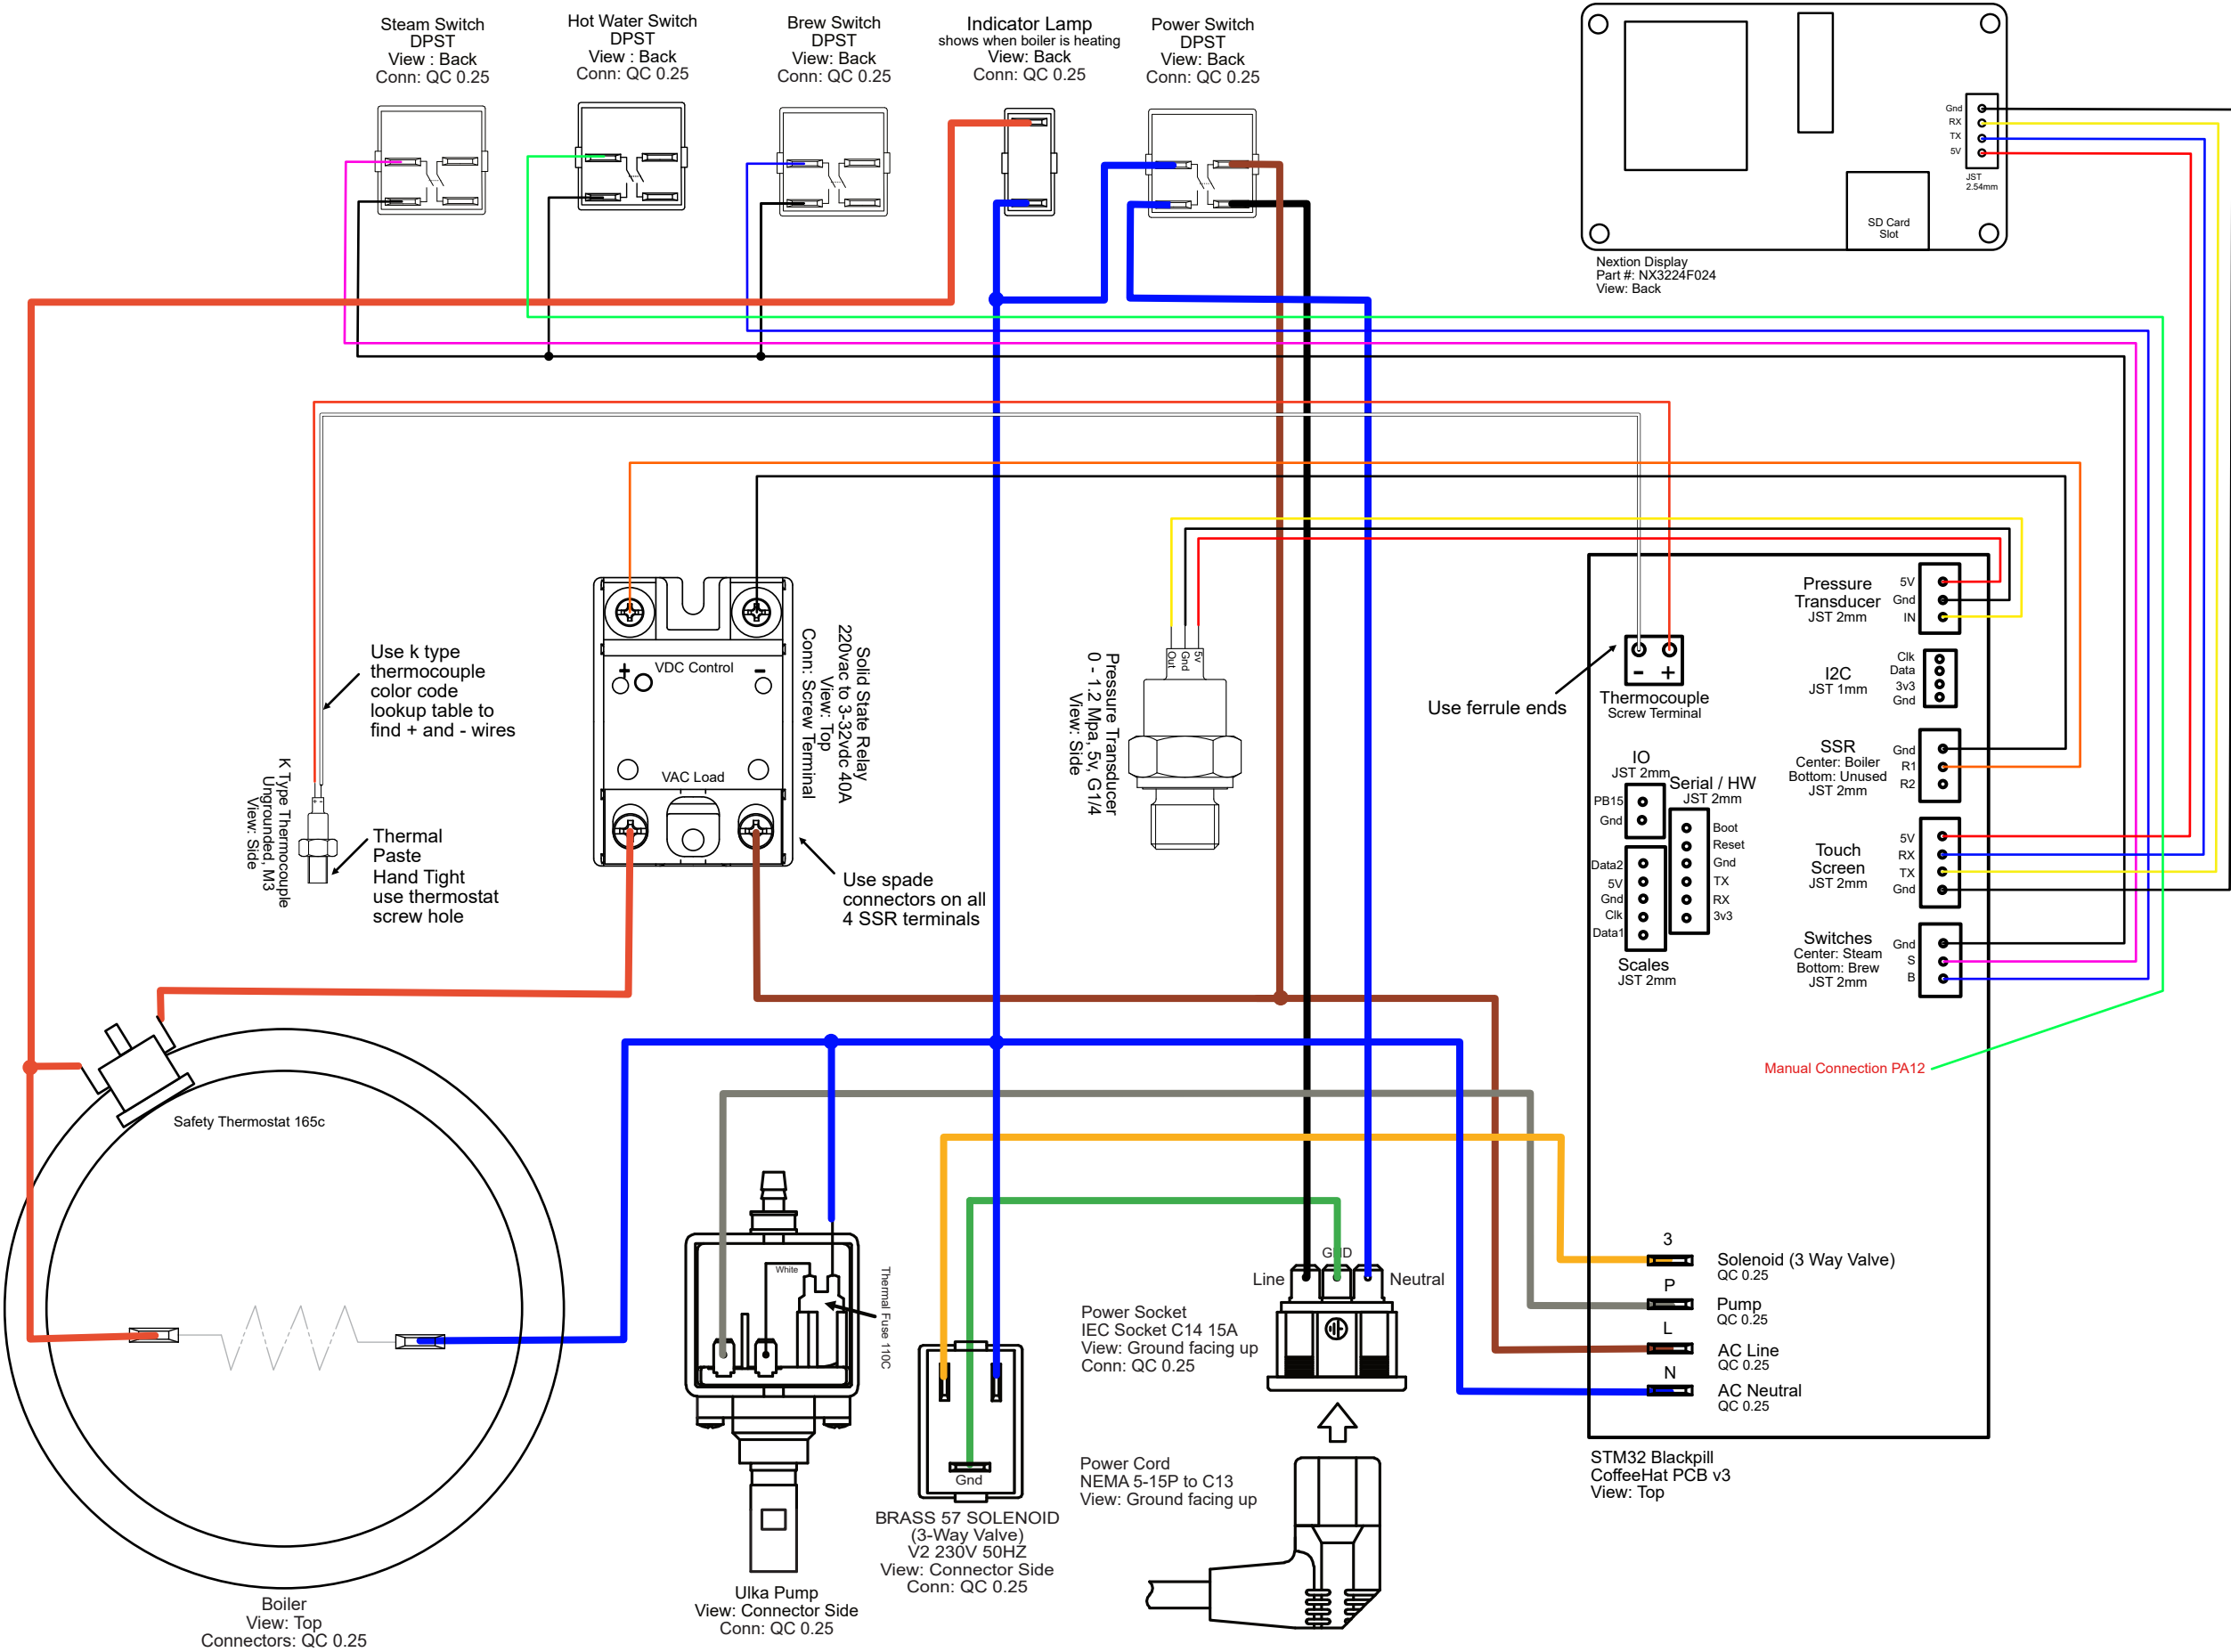 Steam Switch
DPST
View : Back
Conn: QC 0.25
Hot Water Switch
DPST
View : Back
Conn: QC 0.25
Brew Switch
DPST
View: Back
Conn: QC 0.25
Indicator Lamp
shows when boiler is heating
View: Back
Conn: QC 0.25
Power Switch
DPST
View: Back
Conn: QC 0.25
Gnd
RX
TX
5V
JST
2.54mm
SD Card
Slot
Nextion Display
Part #: NX3224F024
View: Back
Use k type
thermocouple
color code
lookup table to
find + and - wires
K Type Thermocouple
Ungrounded, M3
View: Side
Thermal
Paste
Hand Tight
use thermostat
screw hole
+
VDC Control
-
VAC Load
Solid State Relay
220vac to 3-32vdc 40A
View: Top
Conn: Screw Terminal
Use spade
connectors on all
4 SSR terminals
Out
Gnd
5v
Pressure Transducer
0 - 1.2 Mpa, 5v, G1/4
View: Side
Use ferrule ends
- +
Thermocouple
Screw Terminal
Pressure
Transducer
JST 2mm
5V
Gnd
IN
I2C
JST 1mm
Clk
Data
3v3
Gnd
SSR
Center: Boiler
Bottom: Unused
JST 2mm
Gnd
R1
R2
IO
JST 2mm
PB15
Gnd
Serial / HW
JST 2mm
Boot
Reset
Gnd
TX
RX
3v3
Data2
5V
Gnd
Clk
Data1
Scales
JST 2mm
Touch
Screen
JST 2mm
5V
RX
TX
Gnd
Switches
Center: Steam
Bottom: Brew
JST 2mm
Gnd
S
B
Manual Connection PA12
Safety Thermostat 165c
Boiler
View: Top
Connectors: QC 0.25
White
Thermal Fuse 110C
Ulka Pump
View: Connector Side
Conn: QC 0.25
Gnd
BRASS 57 SOLENOID
(3-Way Valve)
V2 230V 50HZ
View: Connector Side
Conn: QC 0.25
Line
GND
Neutral
Power Socket
IEC Socket C14 15A
View: Ground facing up
Conn: QC 0.25
Power Cord
NEMA 5-15P to C13
View: Ground facing up
3
Solenoid (3 Way Valve)
QC 0.25
P
Pump
QC 0.25
L
AC Line
QC 0.25
N
AC Neutral
QC 0.25
STM32 Blackpill
CoffeeHat PCB v3
View: Top